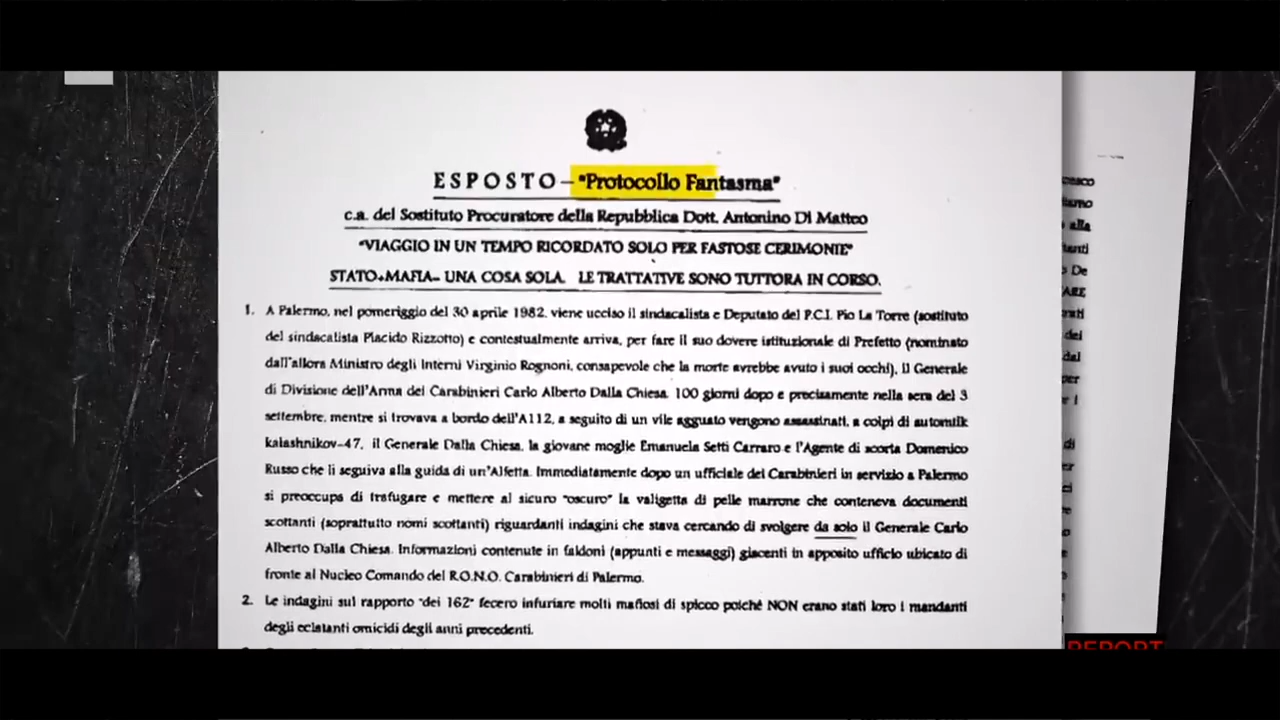 ESPOSTO – "Protocollo Fantasma"
c.a. del Sostituto Procuratore della Repubblica Dott. Antonino Di Matteo
"VIAGGIO IN UN TEMPO RICORDATO SOLO PER FASTOSE CERIMONIE"
STATO+MAFIA= UNA COSA SOLA. LE TRATTATIVE SONO TUTTORA IN CORSO.
1. A Palermo, nel pomeriggio del 30 aprile 1982, viene ucciso il sindacalista e Deputato del P.C.I. Pio La Torre (sostituto
del sindacalista Placido Rizzotto) e contestualmente arriva, per fare il suo dovere istituzionale di Prefetto (nominato
dall'allora Ministro degli Interni Virginio Rognoni, consapevole che la morte avrebbe avuto i suoi occhi), il Generale
di Divisione dell'Arma dei Carabinieri Carlo Alberto Dalla Chiesa. 100 giorni dopo e precisamente nella sera del 3
settembre, mentre si trovava a bordo dell'A112, a seguito di un vile agguato vengono assassinati, a colpi di automtik
kalashnikov-47, il Generale Dalla Chiesa, la giovane moglie Emanuela Setti Carraro e l'Agente di scorta Domenico
Russo che li seguiva alla guida di un'Alfetta. Immediatamente dopo un ufficiale dei Carabinieri in servizio a Palermo
si preoccupa di trafugare e mettere al sicuro "oscuro" la valigetta di pelle marrone che conteneva documenti
scottanti (soprattutto nomi scottanti) riguardanti indagini che stava cercando di svolgere da solo il Generale Carlo
Alberto Dalla Chiesa. Informazioni contenute in faldoni (appunti e messaggi) giacenti in apposito ufficio ubicato di
fronte al Nucleo Comando del R.O.N.O. Carabinieri di Palermo.
2. Le indagini sul rapporto "dei 162" fecero infuriare molti mafiosi di spicco poiché NON erano stati loro i mandanti
degli eclatanti omicidi degli anni precedenti.
REPORT